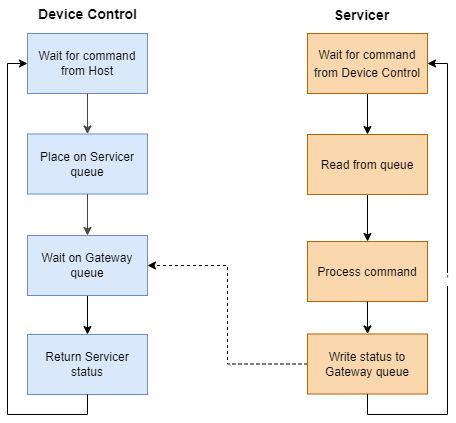 Device Control
Wait for command
from Host
Place on Servicer
queue
Wait on Gateway
queue
Return Servicer
status
Servicer
Wait for command
from Device Control
Read from queue
Process command
Write status to
Gateway queue